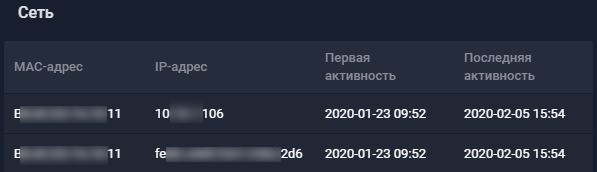 Сеть
MAC-адрес IP-адрес Первая активность Последняя активность
11 10 106 2020-01-23 09:52 2020-02-05 15:54
11 fe 2d6 2020-01-23 09:52 2020-02-05 15:54